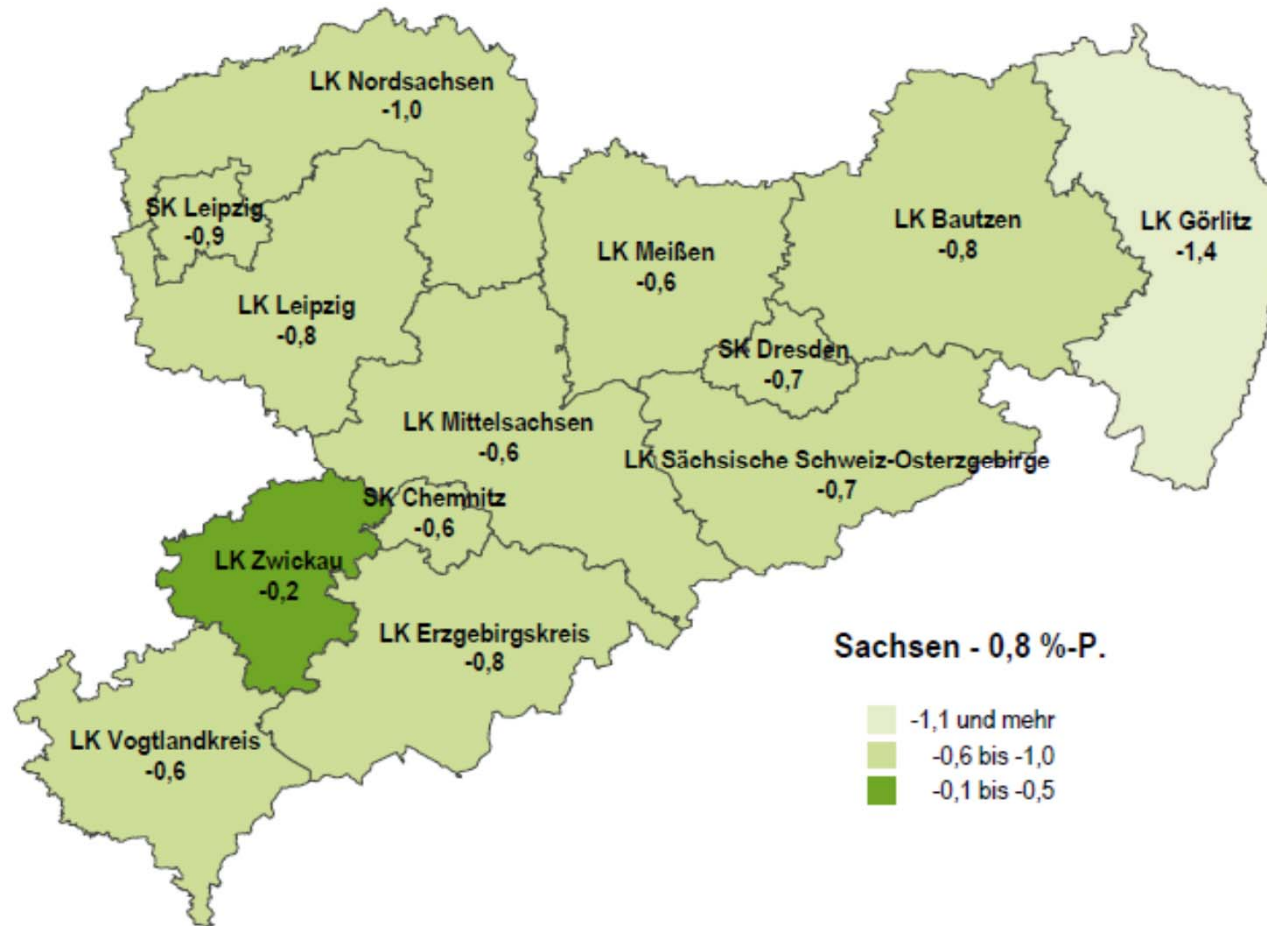 LK Nordsachsen
-1,0
SK Leipzig
-0,9
LK Leipzig
-0,8
LK Meißen
-0,6
LK Bautzen
-0,8
LK Görlitz
-1,4
SK Dresden
-0,7
LK Mittelsachsen
-0,6
LK Sächsische Schweiz-Osterzgebirge
-0,7
SK Chemnitz
-0,6
LK Zwickau
-0,2
LK Erzgebirgskreis
-0,8
LK Vogtlandkreis
-0,6
Sachsen - 0,8 %-P.
-1,1 und mehr
-0,6 bis -1,0
-0,1 bis -0,5